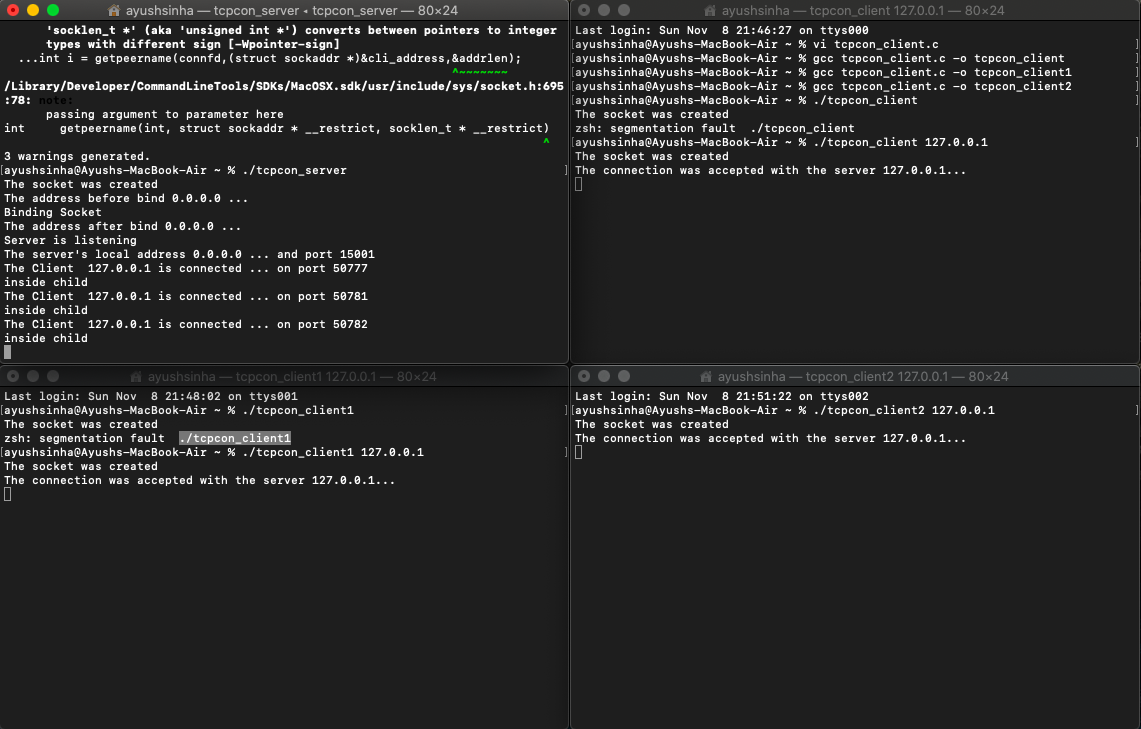 ayushsinha — tcpcon_server ◂ tcpcon_server — 80×24
'socklen_t *' (aka 'unsigned int *') converts between pointers to integer
types with different sign [-Wpointer-sign]
...int i = getpeername(connfd,(struct sockaddr *)&cli_address,&addrlen);
^~~~~~~~
/Library/Developer/CommandLineTools/SDKs/MacOSX.sdk/usr/include/sys/socket.h:695
:78: note:
passing argument to parameter here
int     getpeername(int, struct sockaddr * __restrict, socklen_t * __restrict)
^
3 warnings generated.
[ayushsinha@Ayushs-MacBook-Air ~ % ./tcpcon_server ]
The socket was created
The address before bind 0.0.0.0 ...
Binding Socket
The address after bind 0.0.0.0 ...
Server is listening
The server's local address 0.0.0.0 ... and port 15001
The Client  127.0.0.1 is connected ... on port 50777
inside child
The Client  127.0.0.1 is connected ... on port 50781
inside child
The Client  127.0.0.1 is connected ... on port 50782
inside child
ayushsinha — tcpcon_client 127.0.0.1 — 80×24
Last login: Sun Nov  8 21:46:27 on ttys000
[ayushsinha@Ayushs-MacBook-Air ~ % vi tcpcon_client.c ]
[ayushsinha@Ayushs-MacBook-Air ~ % gcc tcpcon_client.c -o tcpcon_client ]
[ayushsinha@Ayushs-MacBook-Air ~ % gcc tcpcon_client.c -o tcpcon_client1 ]
[ayushsinha@Ayushs-MacBook-Air ~ % gcc tcpcon_client.c -o tcpcon_client2 ]
[ayushsinha@Ayushs-MacBook-Air ~ % ./tcpcon_client ]
The socket was created
zsh: segmentation fault  ./tcpcon_client
[ayushsinha@Ayushs-MacBook-Air ~ % ./tcpcon_client 127.0.0.1 ]
The socket was created
The connection was accepted with the server 127.0.0.1...
ayushsinha — tcpcon_client1 127.0.0.1 — 80×24
Last login: Sun Nov  8 21:48:02 on ttys001
[ayushsinha@Ayushs-MacBook-Air ~ % ./tcpcon_client1 ]
The socket was created
zsh: segmentation fault  ./tcpcon_client1
[ayushsinha@Ayushs-MacBook-Air ~ % ./tcpcon_client1 127.0.0.1 ]
The socket was created
The connection was accepted with the server 127.0.0.1...
ayushsinha — tcpcon_client2 127.0.0.1 — 80×24
Last login: Sun Nov  8 21:51:22 on ttys002
[ayushsinha@Ayushs-MacBook-Air ~ % ./tcpcon_client2 127.0.0.1 ]
The socket was created
The connection was accepted with the server 127.0.0.1...